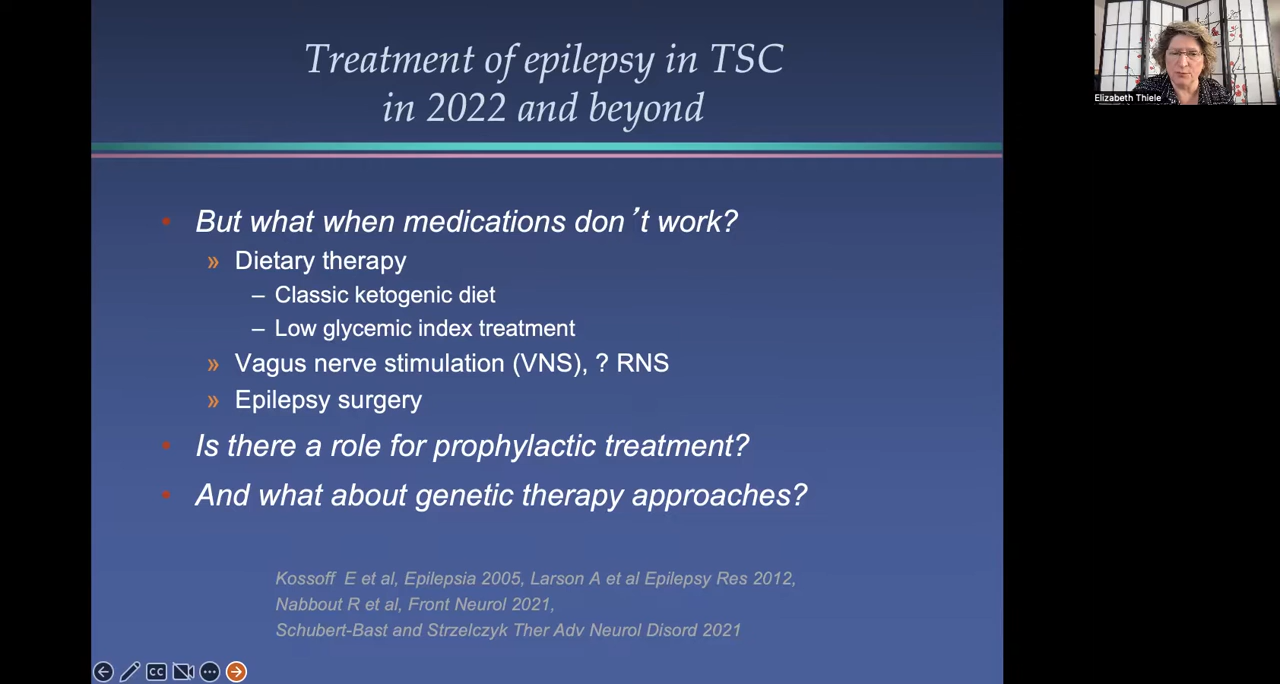 Treatment of epilepsy in TSC
in 2022 and beyond
Elizabeth Thiele
• But what when medications don’t work?
» Dietary therapy
– Classic ketogenic diet
– Low glycemic index treatment
» Vagus nerve stimulation (VNS), ? RNS
» Epilepsy surgery
• Is there a role for prophylactic treatment?
• And what about genetic therapy approaches?
Kossoff E et al, Epilepsia 2005, Larson A et al Epilepsy Res 2012,
Nabbout R et al, Front Neurol 2021,
Schubert-Bast and Strzelczyk Ther Adv Neurol Disord 2021
CC